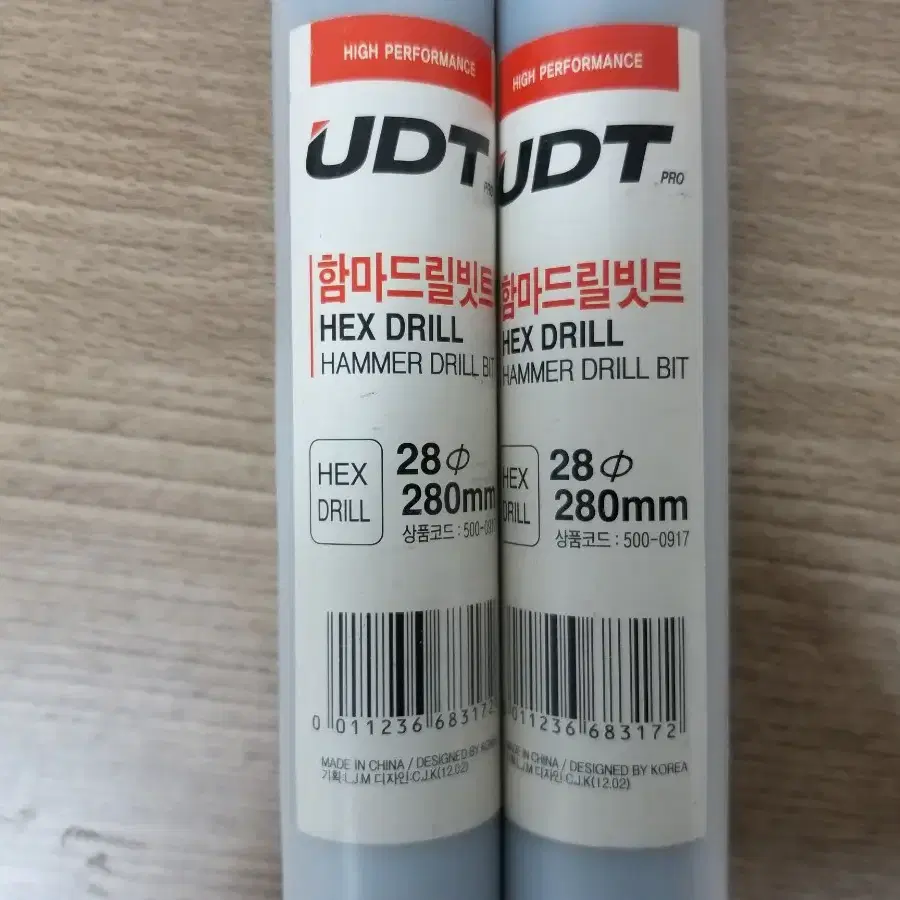 HIGH PERFORMANCE
UDT PRO
함마드릴빗트
HEX DRILL
HAMMER DRILL BIT
HEX
DRILL
28Φ
280mm
상품코드 : 500-0917
0 011236 683172
MADE IN CHINA / DESIGNED BY KOREA
기획L.J.M 디자인C.J.K(12.02)
HIGH PERFORMANCE
UDT PRO
함마드릴빗트
HEX DRILL
HAMMER DRILL BIT
HEX
DRILL
28Φ
280mm
상품코드 : 500-0917
011236 683172
MADE IN CHINA / DESIGNED BY KOREA
기획L.J.M 디자인C.J.K(12.02)